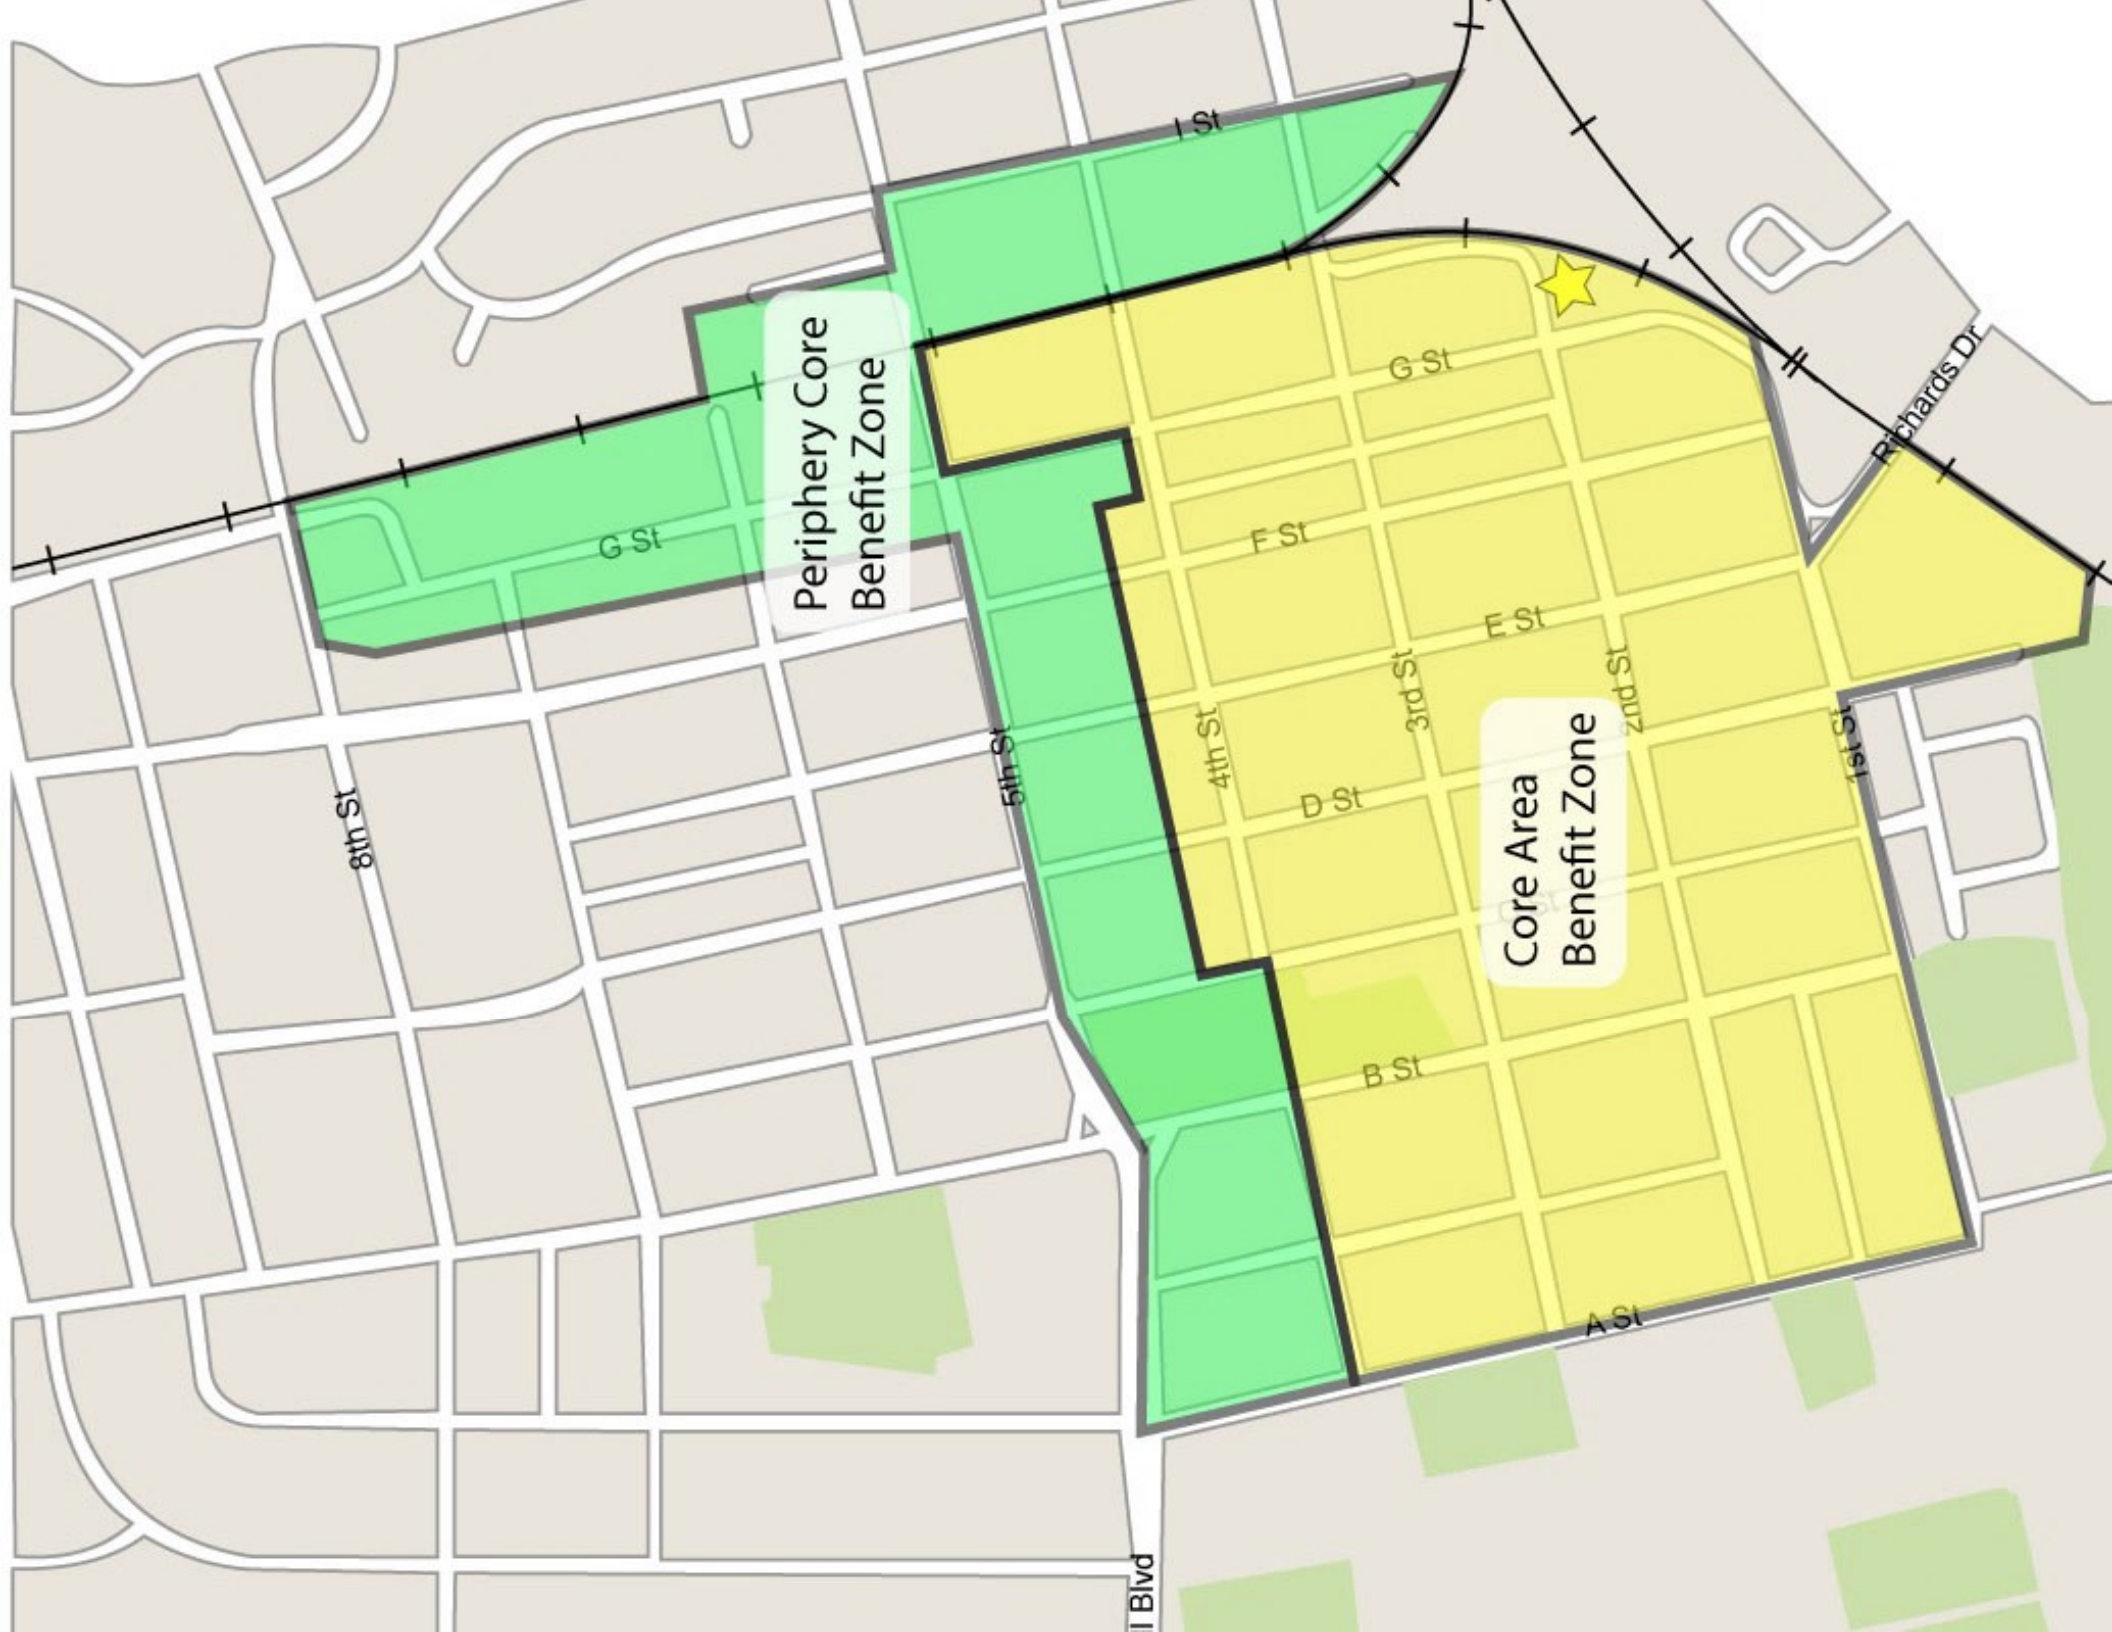 I St
Richards Dr
G St
Periphery Core
Benefit Zone
G St
F St
E St
3rd St
2nd St
4th St
1st St
5th St
D St
Core Area
Benefit Zone
8th St
C St
B St
A St
l Blvd